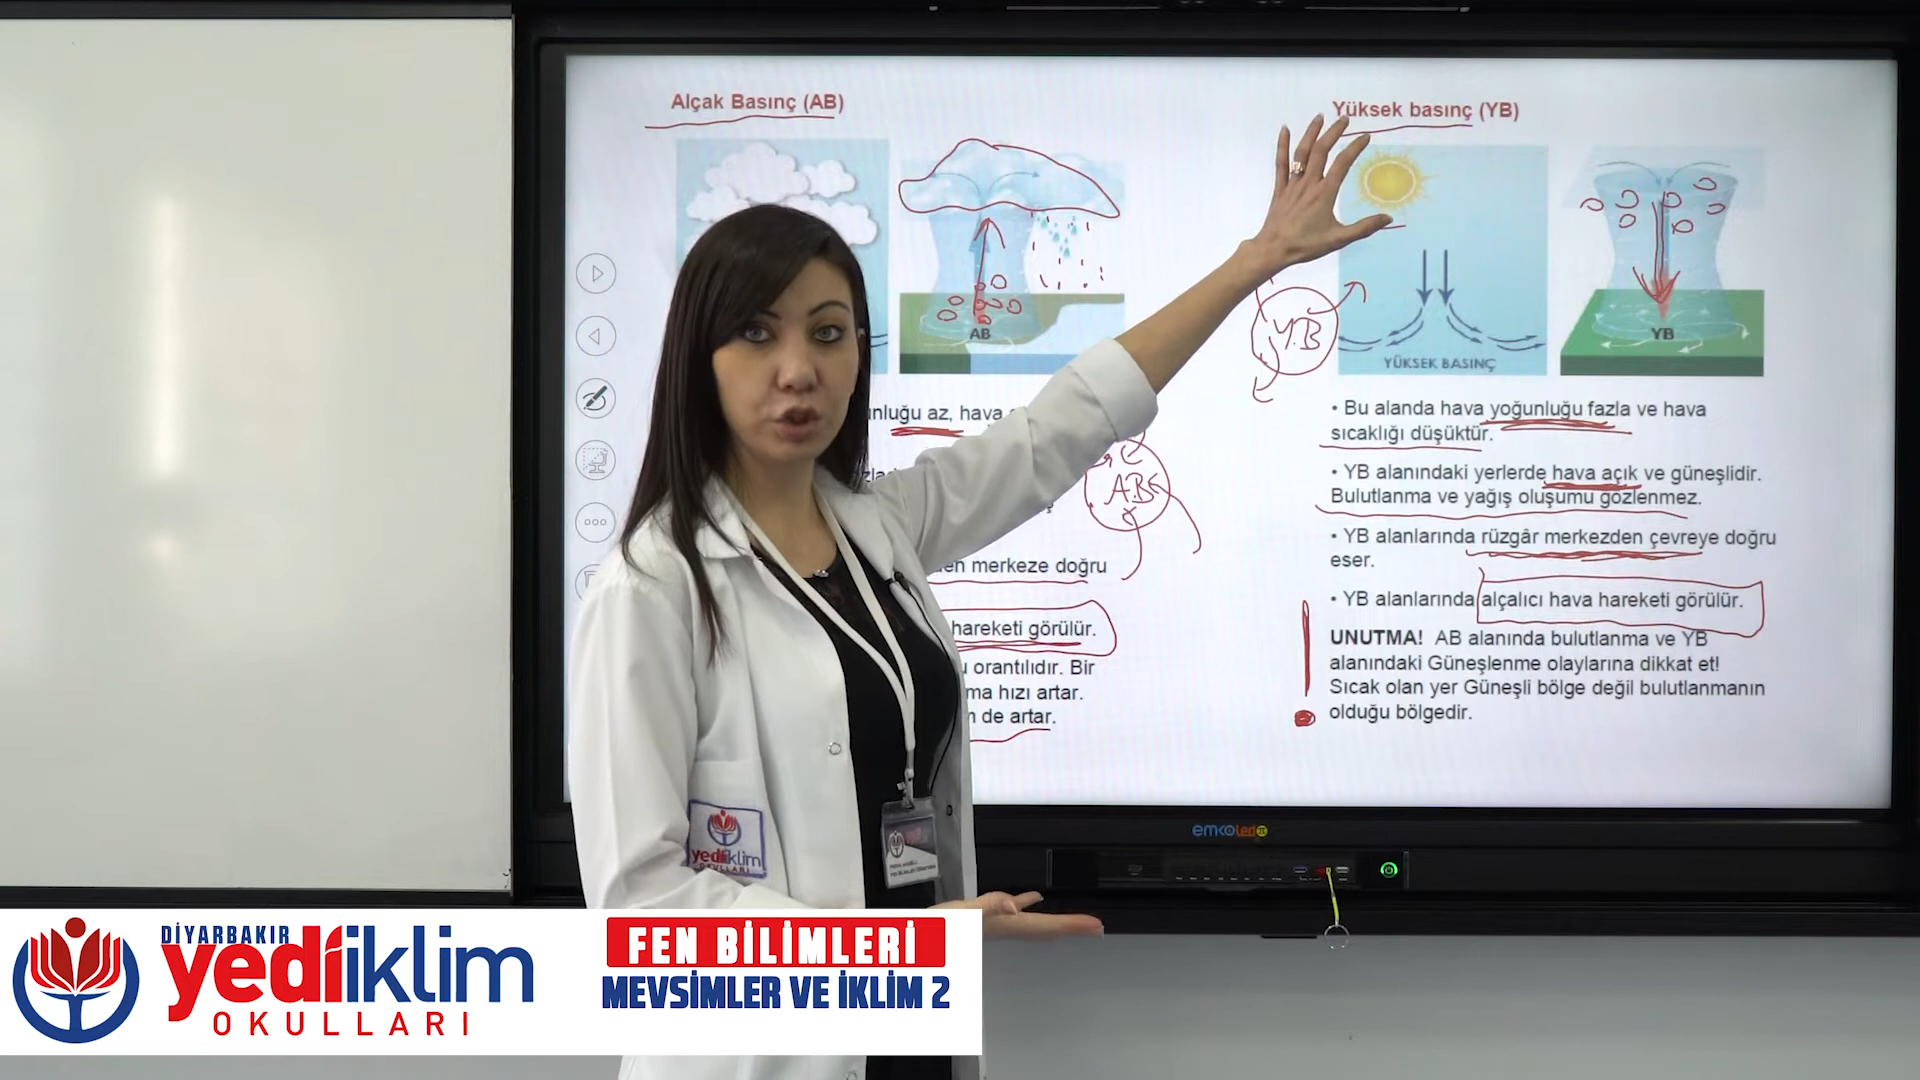 Alçak Basınç (AB)
AB
nluğu az, hava
ABC
en merkeze doğru
hareketi görülür.
u orantılıdır. Bir
ma hızı artar.
de artar.
Yüksek basınç (YB)
Y.B
YÜKSEK BASINÇ
YB
• Bu alanda hava yoğunluğu fazla ve hava
sıcaklığı düşüktür.
• YB alanındaki yerlerde hava açık ve güneşlidir.
Bulutlanma ve yağış oluşumu gözlenmez.
• YB alanlarında rüzgâr merkezden çevreye doğru
eser.
• YB alanlarında alçalıcı hava hareketi görülür.
UNUTMA! AB alanında bulutlanma ve YB
alanındaki Güneşlenme olaylarına dikkat et!
Sıcak olan yer Güneşli bölge değil bulutlanmanın
olduğu bölgedir.
emkoled
yediiklim
OKULLARI
DİYARBAKIR
yediiklim
OKULLARI
FEN BİLİMLERİ
MEVSİMLER VE İKLİM 2